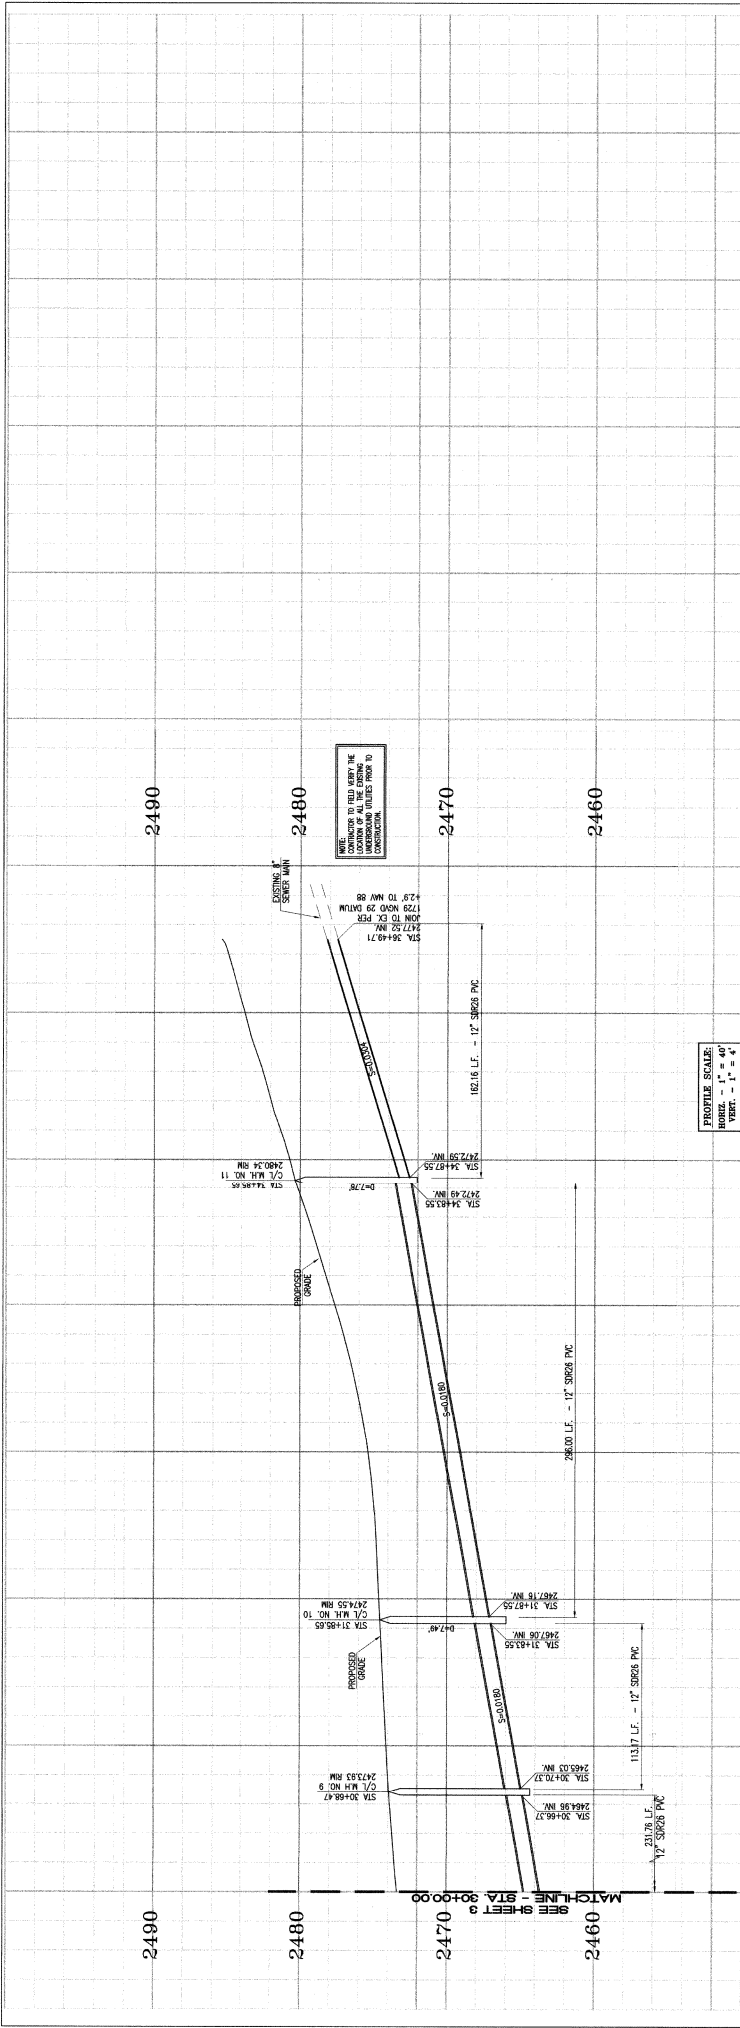 2490
2480
2470
2460
SEE SHEET 3
MATCHLINE - STA. 30+00.00
231.76 L.F.
12" SDR26 PVC
STA 30+68.47
C/L M.H NO. 9
2473.93 RIM
STA. 30+66.37
2464.96 INV.
STA. 30+70.37
2465.03 INV.
S=0.0180
113.17 L.F. - 12" SDR26 PVC
PROPOSED
GRADE
STA 31+85.65
C/L M.H. NO. 10
2474.55 RIM
D=7.49'
STA. 31+83.55
2467.06 INV.
STA. 31+87.55
2467.16 INV.
S=0.0180
296.00 L.F. - 12" SDR26 PVC
PROPOSED
GRADE
STA 34+85.65
C/L M.H. NO. 11
2480.34 RIM
D=7.76'
STA. 34+83.55
2472.49 INV.
STA. 34+87.55
2472.59 INV.
S=0.0304
162.16 L.F. - 12" SDR26 PVC
STA. 36+49.71
2477.52 INV.
JOIN TO EX. PER
1729 NGVD 29 DATUM
+2.9' TO NAV 88
EXISTING 8"
SEWER MAIN
NOTE:
CONTRACTOR TO FIELD VERIFY THE
LOCATION OF ALL THE EXISTING
UNDERGROUND UTILITIES PRIOR TO
CONSTRUCTION.
2490
2480
2470
2460
PROFILE SCALE:
HORIZ. - 1" = 40'
VERT. - 1" = 4'